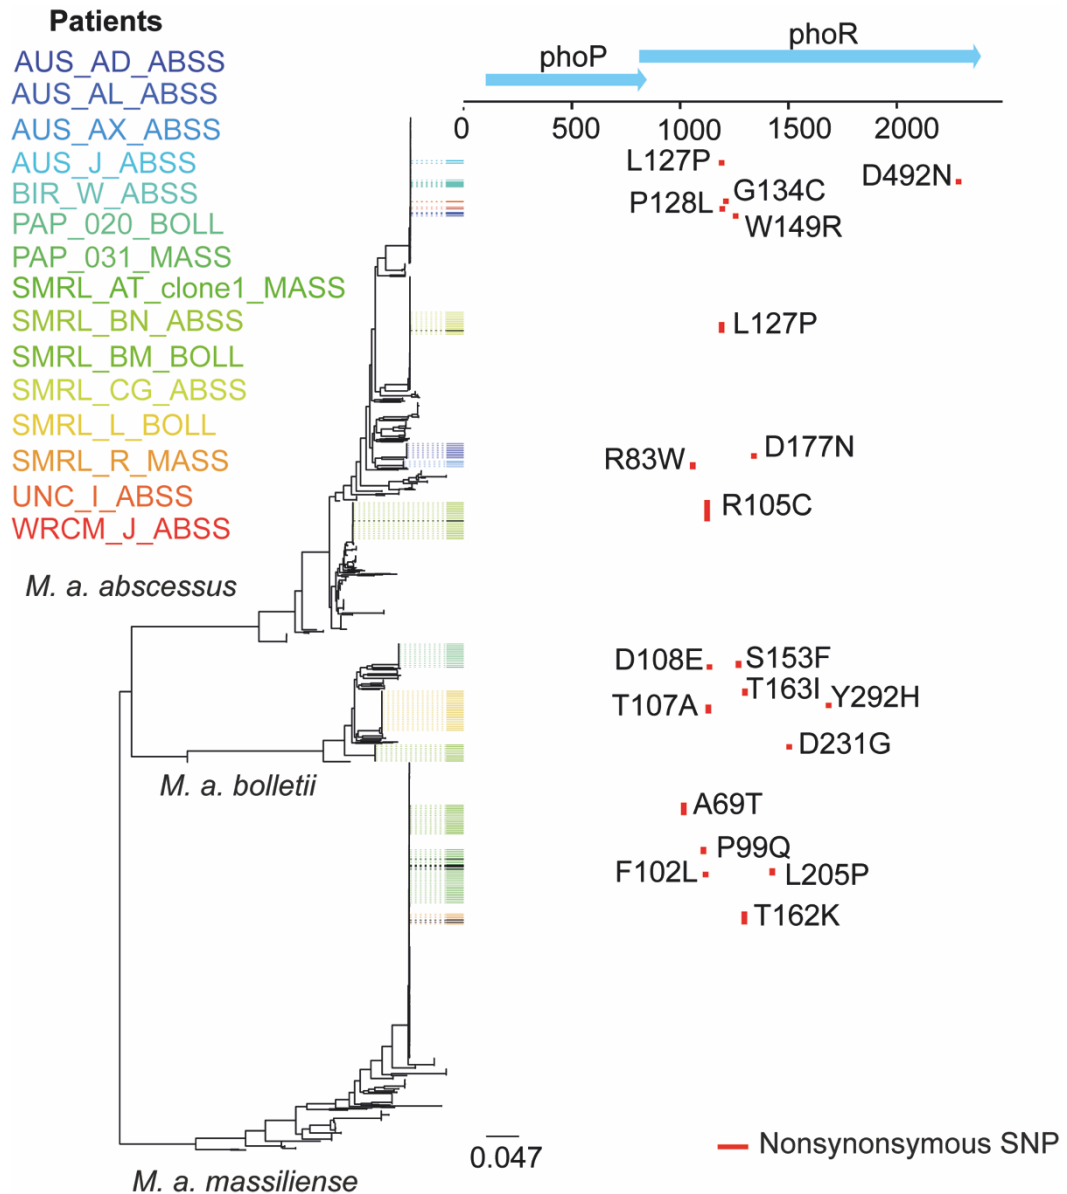 Patients
AUS_AD_ABSS
AUS_AL_ABSS
AUS_AX_ABSS
AUS_J_ABSS
BIR_W_ABSS
PAP_020_BOLL
PAP_031_MASS
SMRL_AT_clone1_MASS
SMRL_BN_ABSS
SMRL_BM_BOLL
SMRL_CG_ABSS
SMRL_L_BOLL
SMRL_R_MASS
UNC_I_ABSS
WRCM_J_ABSS
M. a. abscessus
M. a. bolletii
M. a. massiliense
phoP
phoR
0 500 1000 1500 2000
L127P
D492N
G134C
P128L
W149R
L127P
D177N
R83W
R105C
D108E
S153F
T163I
Y292H
T107A
D231G
A69T
P99Q
F102L
L205P
T162K
0.047
Nonsynonsymous SNP